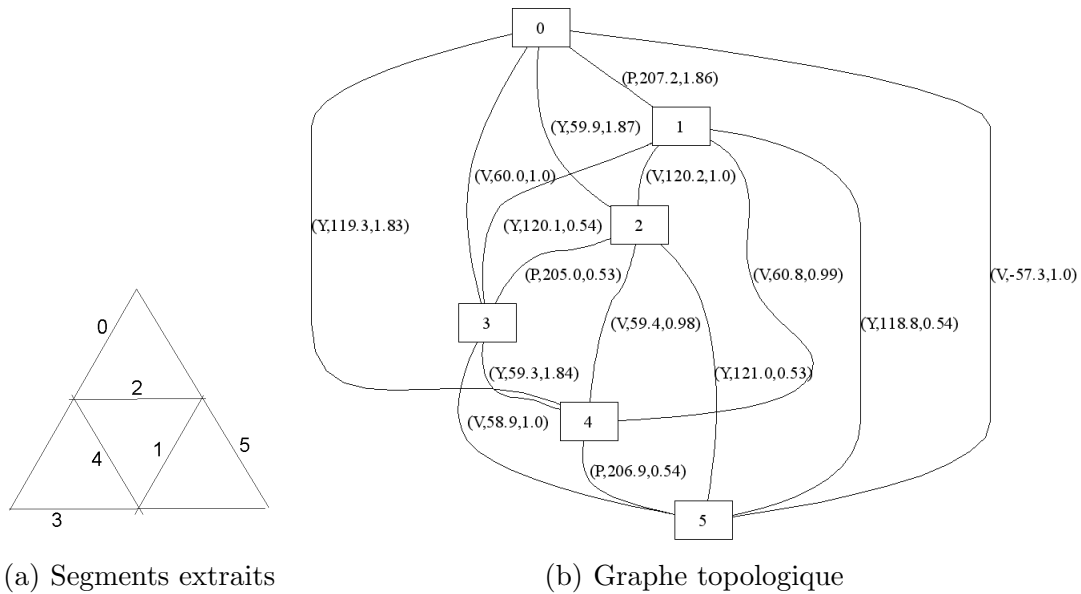 0
2
4
1
5
3
0
(P,207.2,1.86)
1
(Y,59.9,1.87)
(V,60.0,1.0)
(V,120.2,1.0)
(Y,119.3,1.83)
(Y,120.1,0.54)
2
(P,205.0,0.53)
(V,60.8,0.99)
(V,-57.3,1.0)
3
(V,59.4,0.98)
(Y,118.8,0.54)
(Y,59.3,1.84)
(Y,121.0,0.53)
(V,58.9,1.0)
4
(P,206.9,0.54)
5
(a) Segments extraits
(b) Graphe topologique